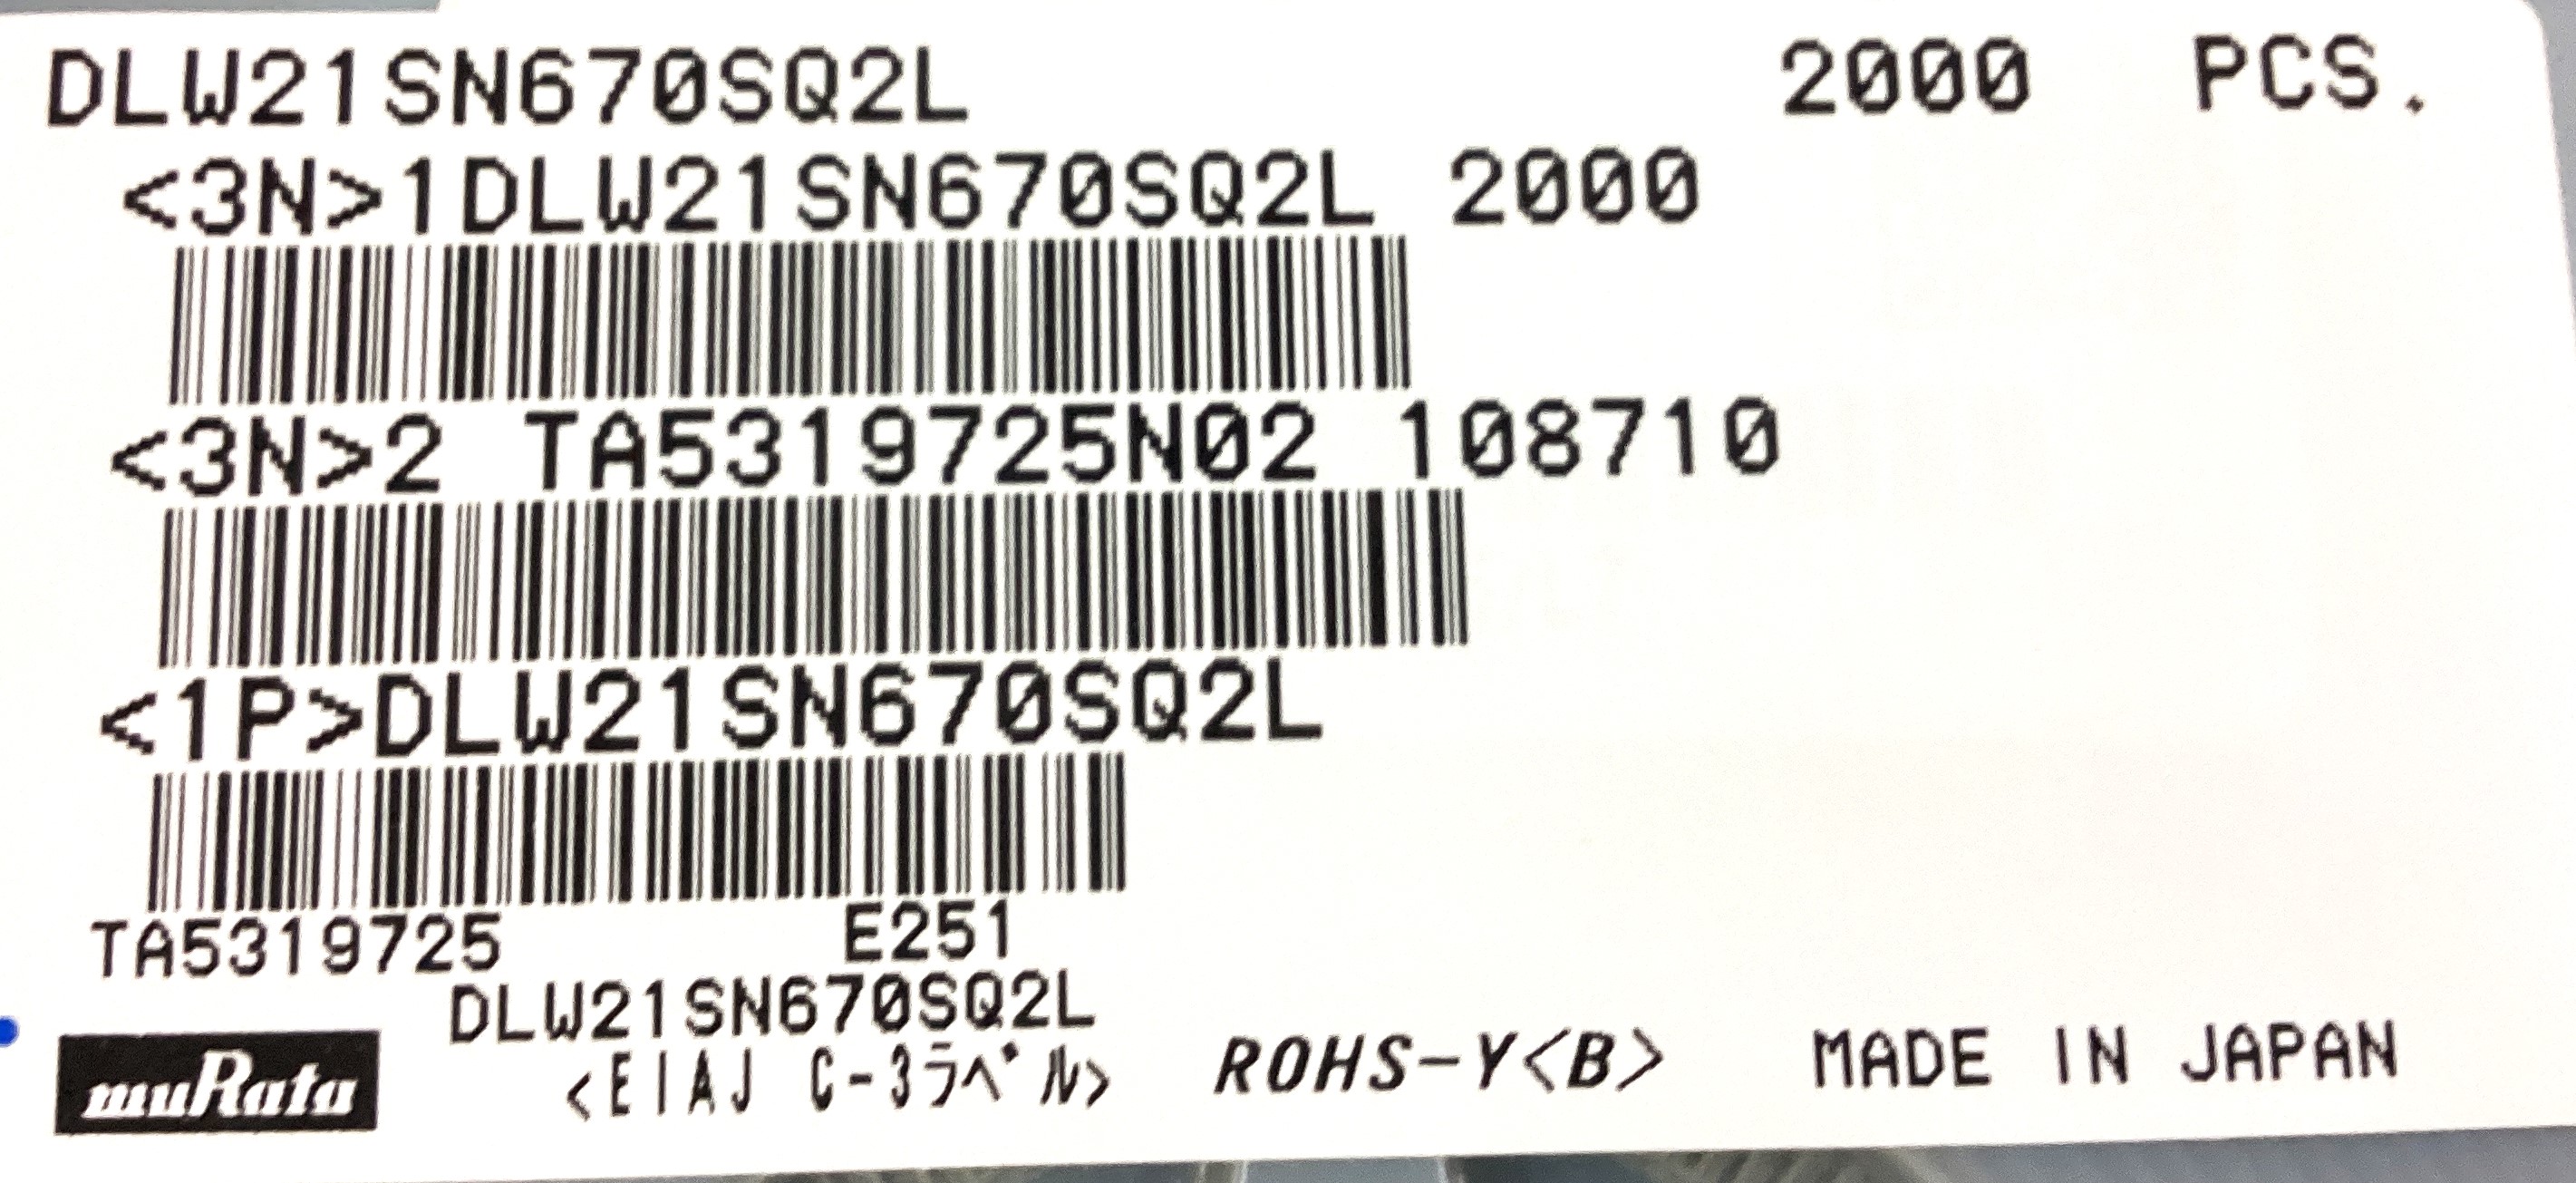 DLW21SN670SQ2L 2000 PCS.
<3N>1DLW21SN670SQ2L 2000
<3N>2 TA5319725N02 108710
<1P>DLW21SN670SQ2L
TA5319725 E251
DLW21SN670SQ2L
muRata <EIAJ C-3ラベル> ROHS-Y<B> MADE IN JAPAN